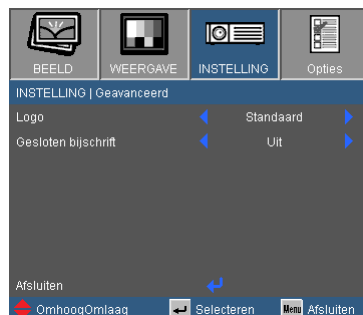 BEELD WEERGAVE INSTELLING Opties
INSTELLING | Geavanceerd
Logo Standaard
Gesloten bijschrift Uit
Afsluiten
OmhoogOmlaag Selecteren Menu Afsluiten